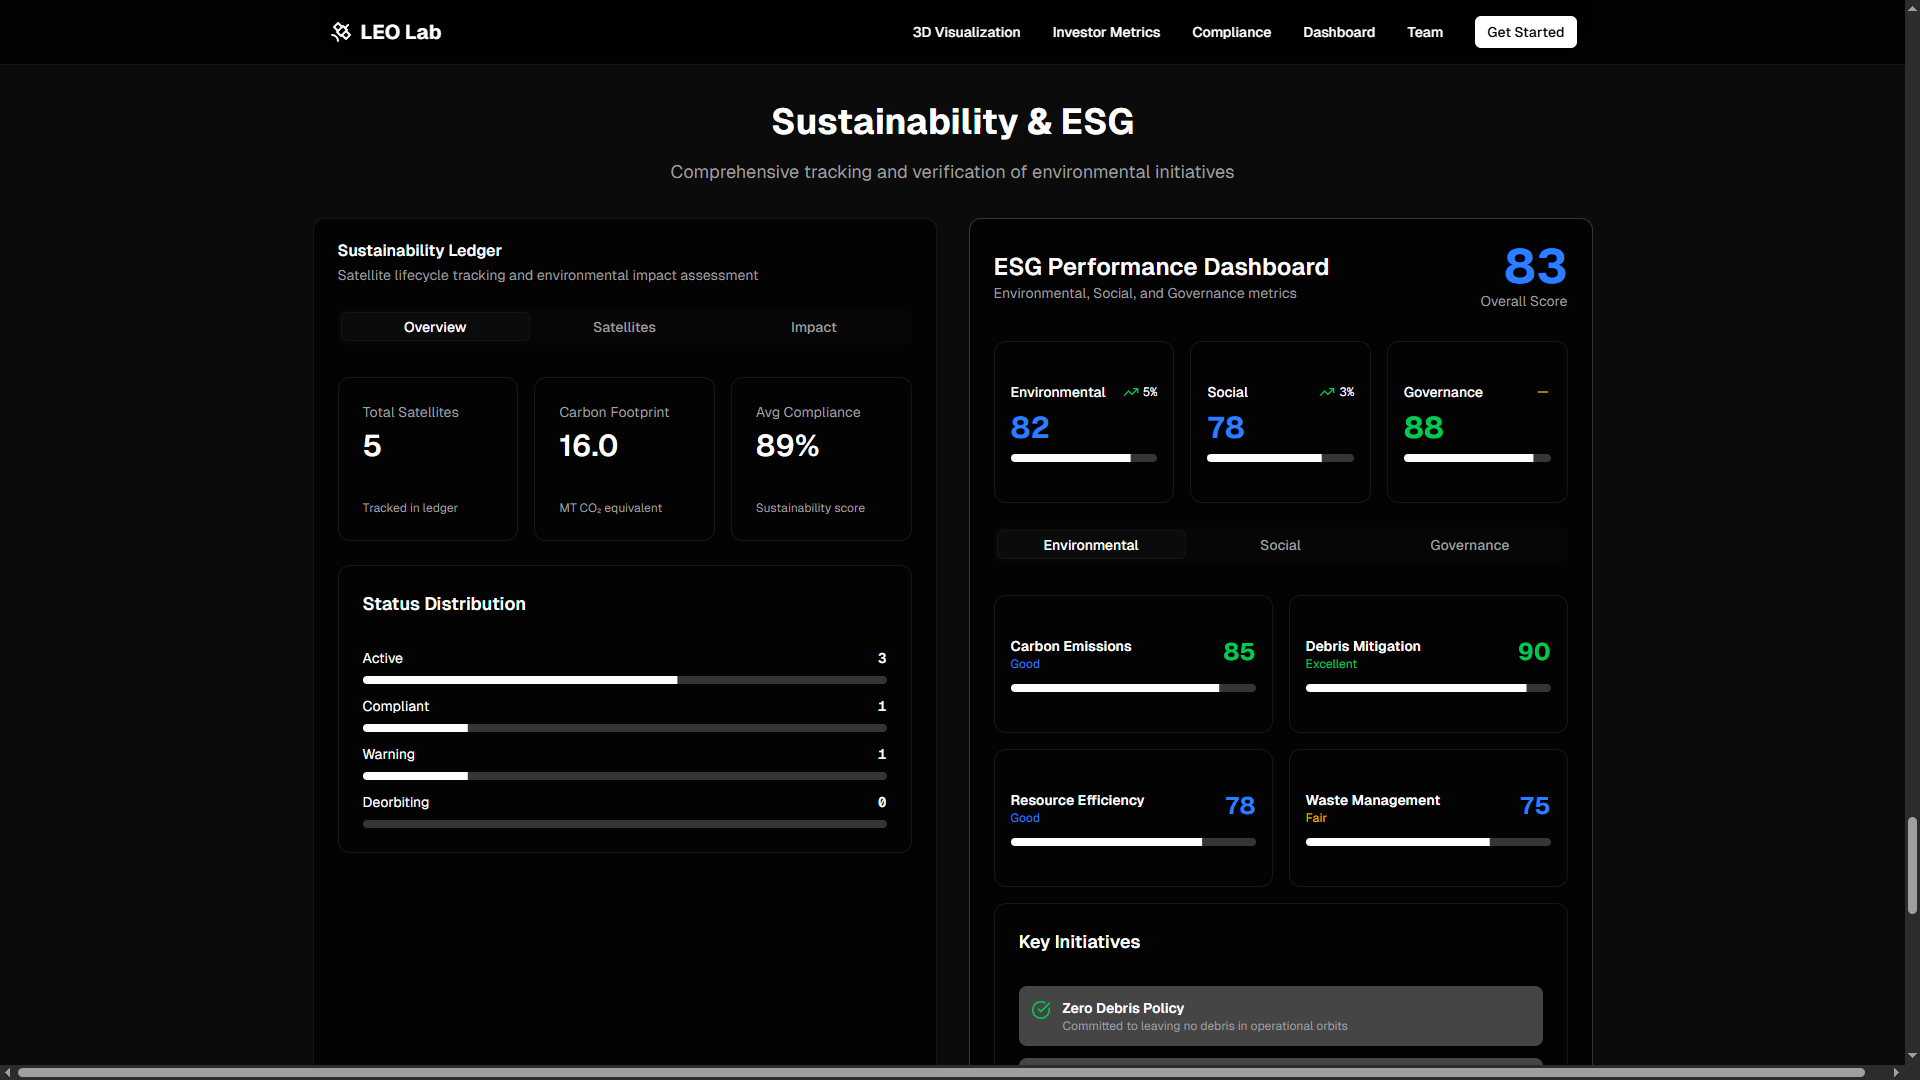 LEO Lab
3D Visualization
Investor Metrics
Compliance
Dashboard
Team
Get Started
Sustainability & ESG
Comprehensive tracking and verification of environmental initiatives
Sustainability Ledger
Satellite lifecycle tracking and environmental impact assessment
Overview
Satellites
Impact
Total Satellites
5
Tracked in ledger
Carbon Footprint
16.0
MT CO₂ equivalent
Avg Compliance
89%
Sustainability score
Status Distribution
Active 3
Compliant 1
Warning 1
Deorbiting 0
ESG Performance Dashboard
Environmental, Social, and Governance metrics
83
Overall Score
Environmental 5%
82
Social 3%
78
Governance
88
Environmental
Social
Governance
Carbon Emissions
Good
85
Debris Mitigation
Excellent
90
Resource Efficiency
Good
78
Waste Management
Fair
75
Key Initiatives
Zero Debris Policy
Committed to leaving no debris in operational orbits